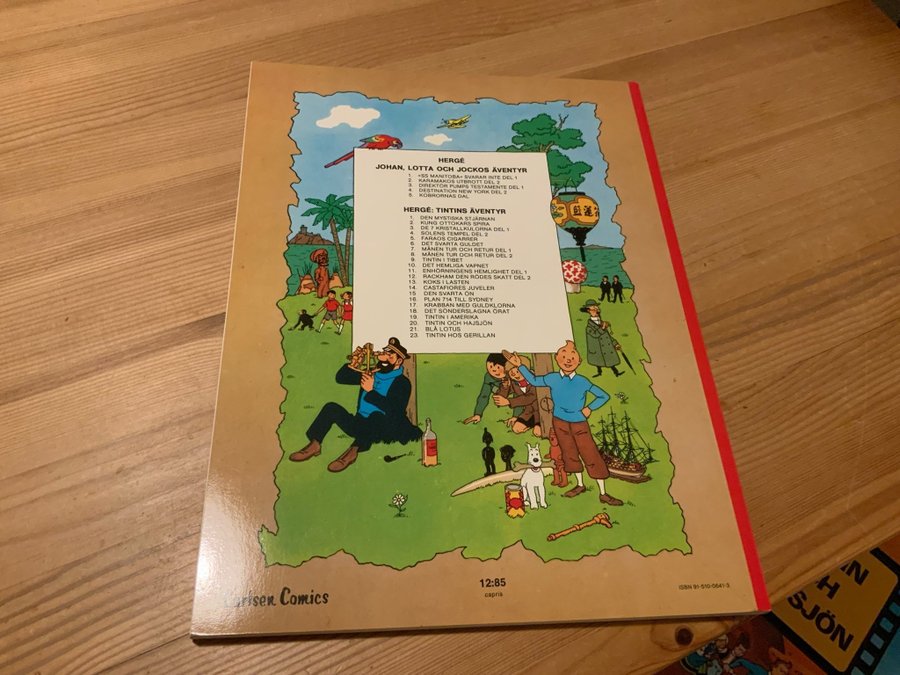 HERGÉ
JOHAN, LOTTA OCH JOCKOS ÄVENTYR
1. «SS MANITOBA» SVARAR INTE DEL 1
2. KARAMAKOS UTBROTT DEL 2
3. DIREKTÖR PUMPS TESTAMENTE DEL 1
4. DESTINATION NEW YORK DEL 2
5. KOBRORNAS DAL
HERGÉ: TINTINS ÄVENTYR
1. DEN MYSTISKA STJÄRNAN
2. KUNG OTTOKARS SPIRA
3. DE 7 KRISTALLKULORNA DEL 1
4. SOLENS TEMPEL DEL 2
5. FARAOS CIGARRER
6. DET SVARTA GULDET
7. MÅNEN TUR OCH RETUR DEL 1
8. MÅNEN TUR OCH RETUR DEL 2
9. TINTIN I TIBET
10. DET HEMLIGA VAPNET
11. ENHÖRNINGENS HEMLIGHET DEL 1
12. RACKHAM DEN RÖDES SKATT DEL 2
13. KOKS I LASTEN
14. CASTAFIORES JUVELER
15. DEN SVARTA ÖN
16. PLAN 714 TILL SYDNEY
17. KRABBAN MED GULDKLORNA
18. DET SÖNDERSLAGNA ÖRAT
19. TINTIN I AMERIKA
20. TINTIN OCH HAJSJÖN
21. BLÅ LOTUS
23. TINTIN HOS GERILLAN
Carlsen Comics
12:85
capris
ISBN 91-510-0641-3
IN
H
SJÖN